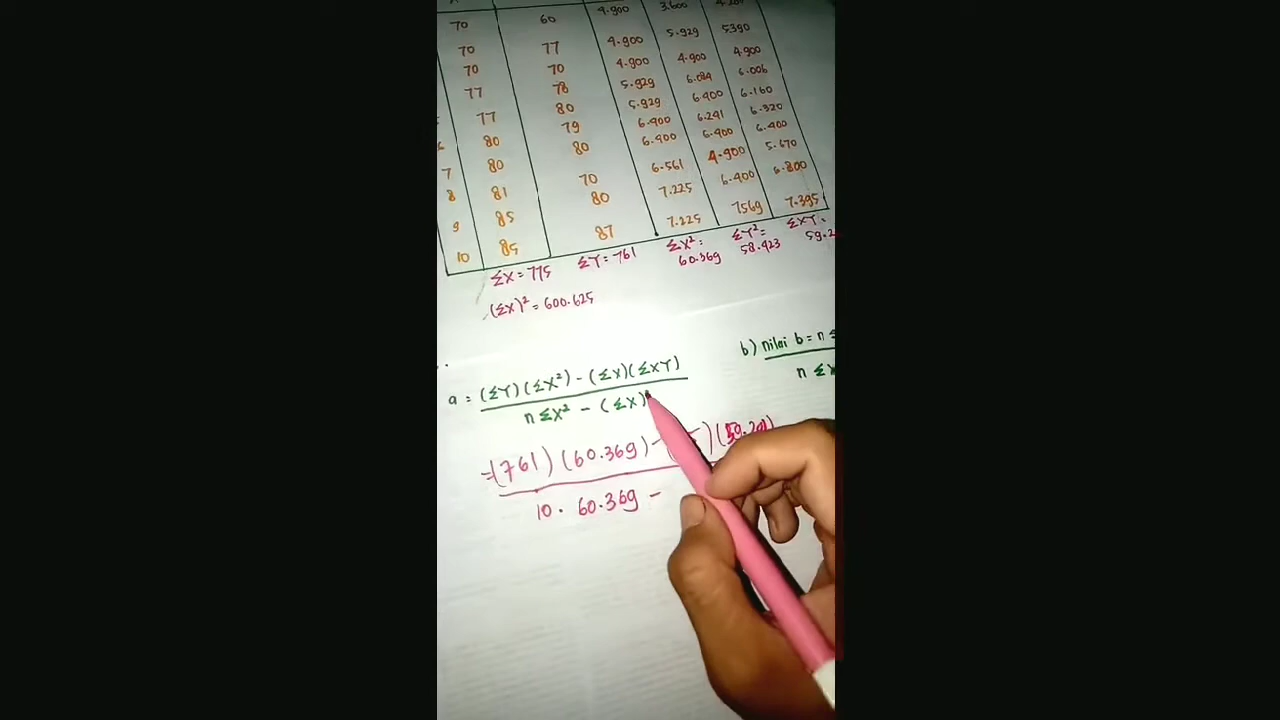 70 60 4.900 3.600
70 77 4.900 5.929 5390
70 70 4.900 4.900 4.900
77 78 5.929 6.084 6.006
77 80 5.929 6.400 6.160
80 79 6.400 6.241 6.320
7 80 80 6.400 6.400 6.400
8 81 70 6.561 4.900 5.670
9 85 80 7.225 6.400 6.800
10 85 87 7.225 7569 7.395
ΣX = 775 ΣY = 761 ΣX² = 60.369 ΣY² = 58.423 ΣXY =
(ΣX)² = 600.625
a = (ΣY)(ΣX²) - (ΣX)(ΣXY)
n ΣX² - (ΣX)
b) nilai b = n
n
= (761) (60.369) -
10 . 60.369 -